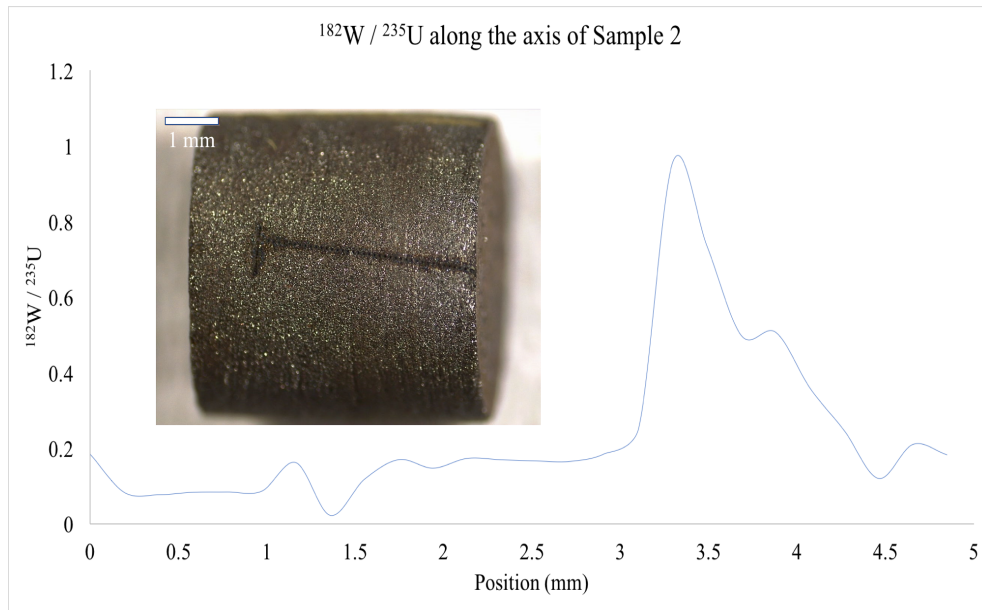 ¹⁸²W / ²³⁵U along the axis of Sample 2
1.2
1
0.8
0.6
0.4
0.2
0
¹⁸²W / ²³⁵U
1 mm
0 0.5 1 1.5 2 2.5 3 3.5 4 4.5 5
Position (mm)